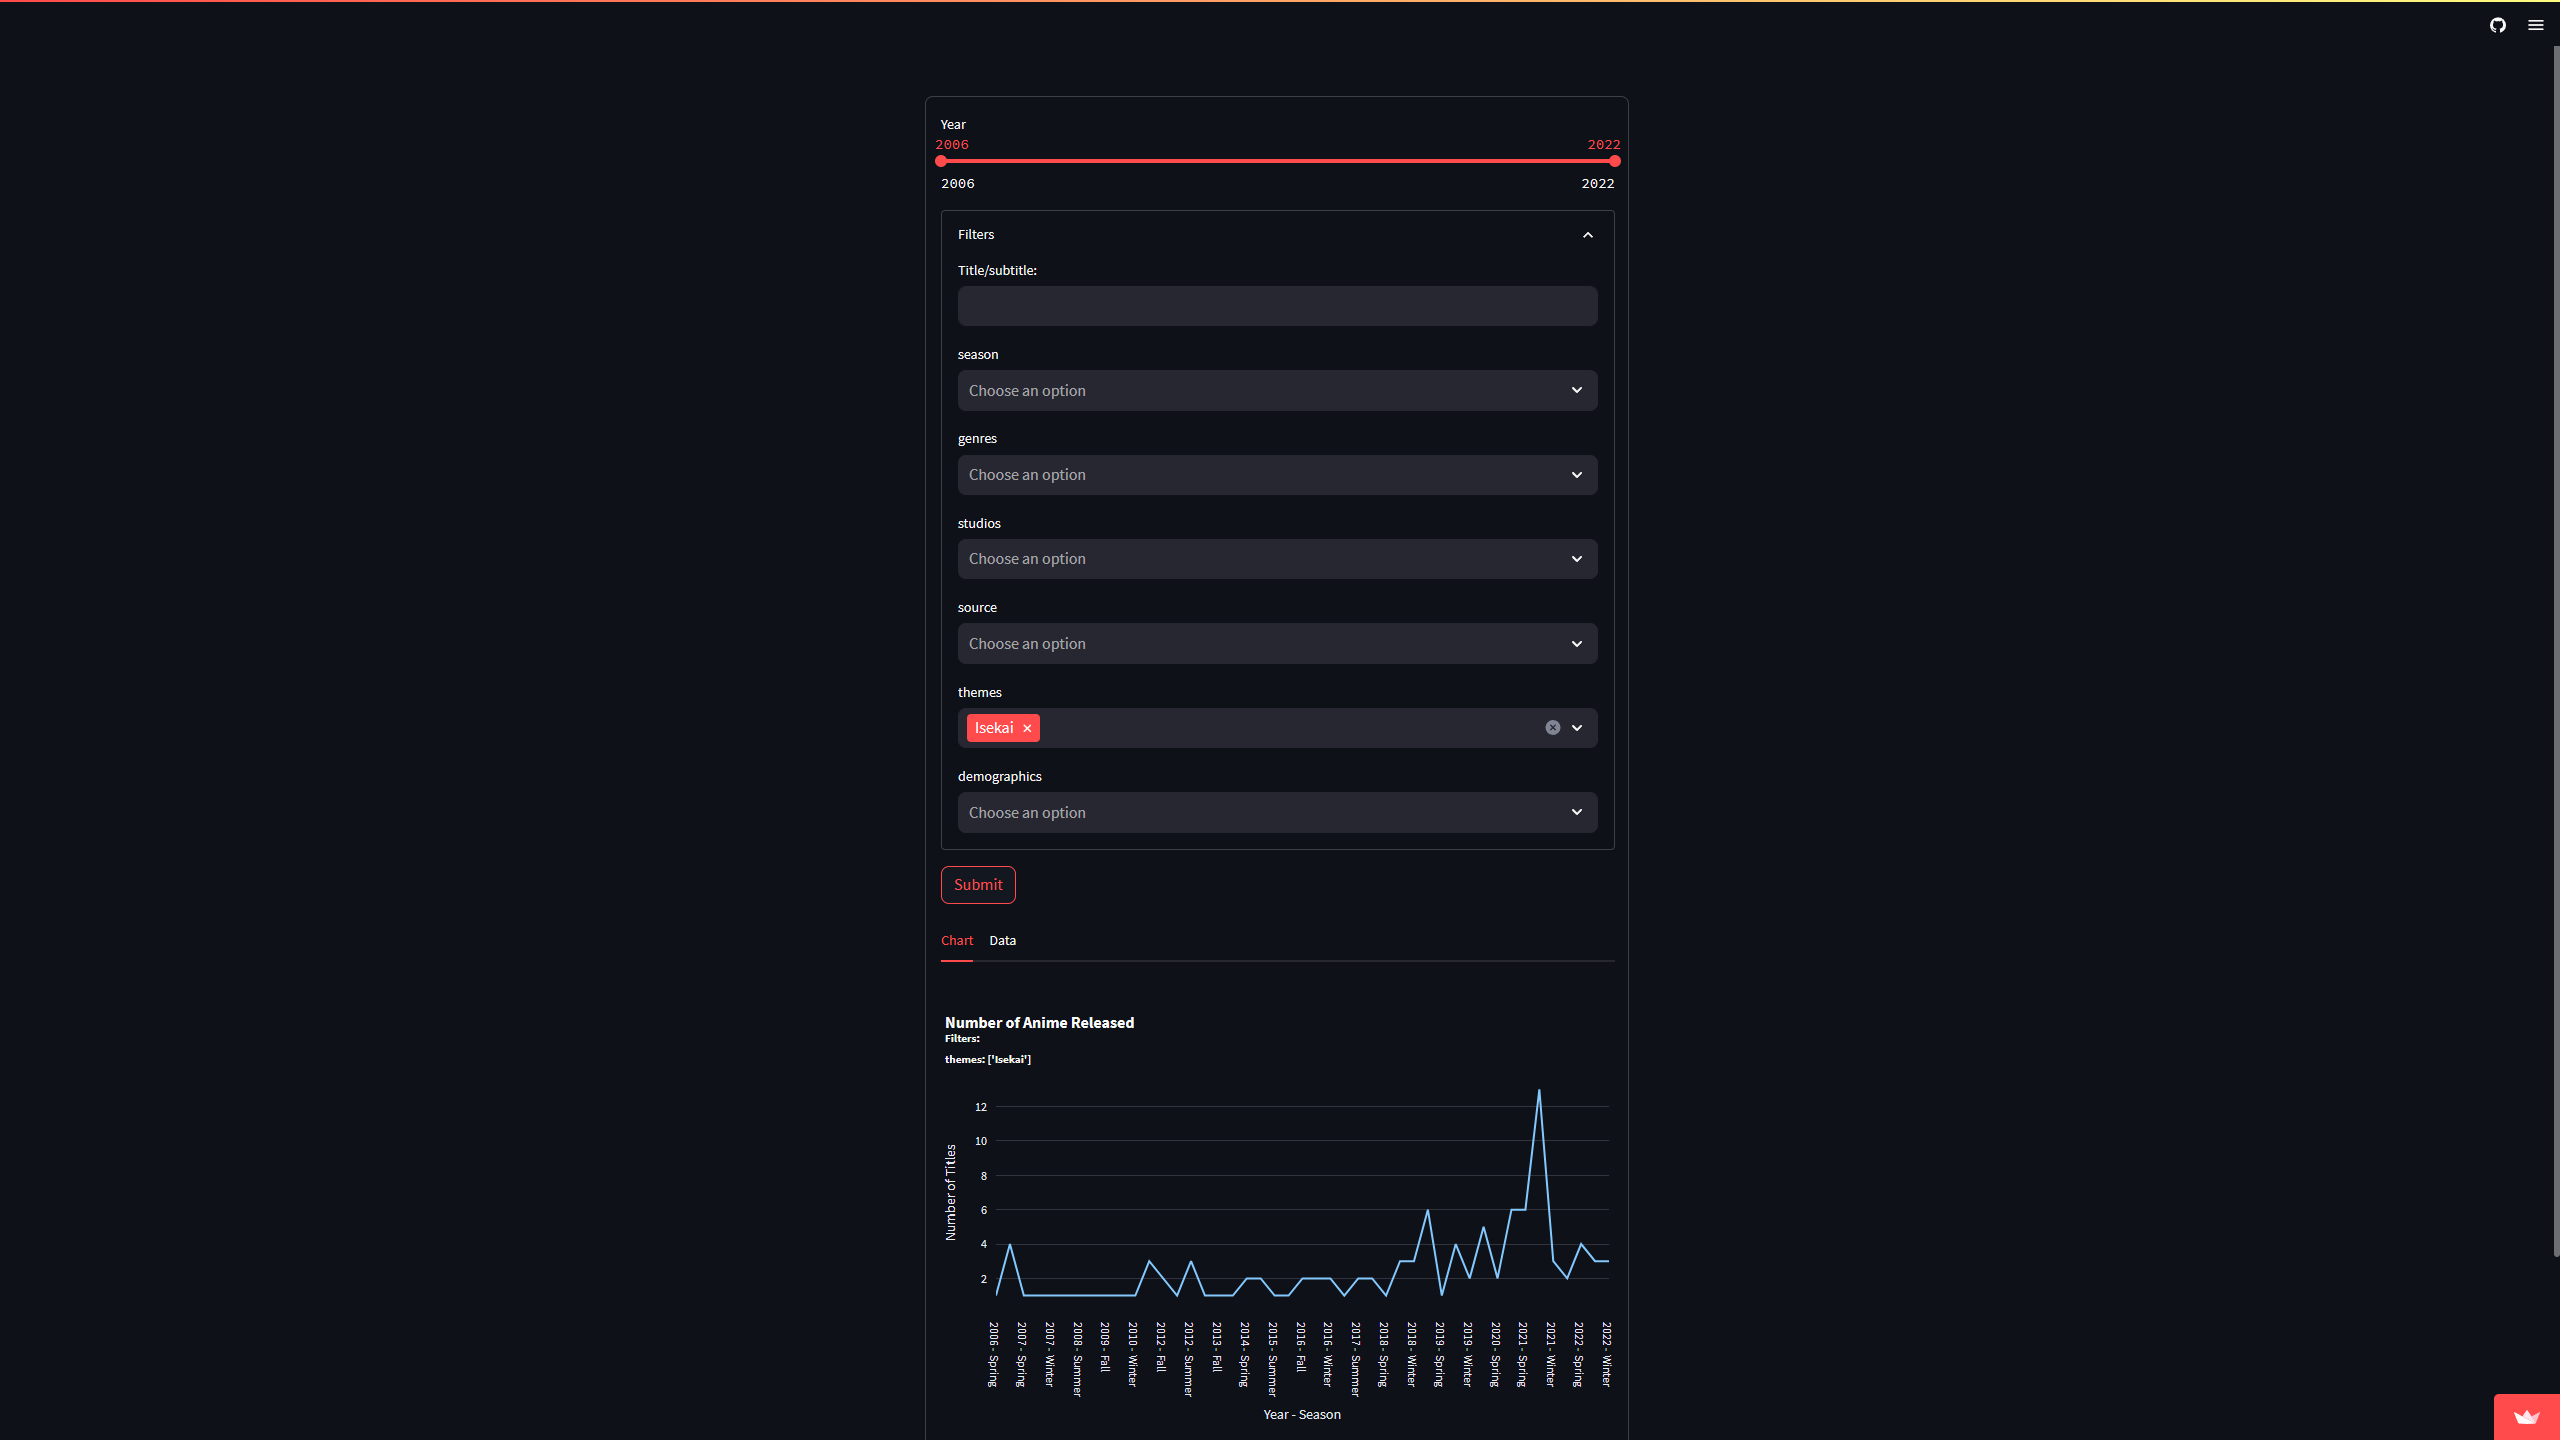 Year
2006 2022
2006 2022
Filters
Title/subtitle:
season
Choose an option
genres
Choose an option
studios
Choose an option
source
Choose an option
themes
Isekai
demographics
Choose an option
Submit
Chart Data
Number of Anime Released
Filters:
themes: ['Isekai']
Number of Titles
12
10
8
6
4
2
2006 - Spring
2007 - Spring
2007 - Winter
2008 - Summer
2009 - Fall
2010 - Winter
2012 - Fall
2012 - Summer
2013 - Fall
2014 - Spring
2015 - Summer
2016 - Fall
2016 - Winter
2017 - Summer
2018 - Spring
2018 - Winter
2019 - Spring
2019 - Winter
2020 - Spring
2021 - Spring
2021 - Winter
2022 - Spring
2022 - Winter
Year - Season